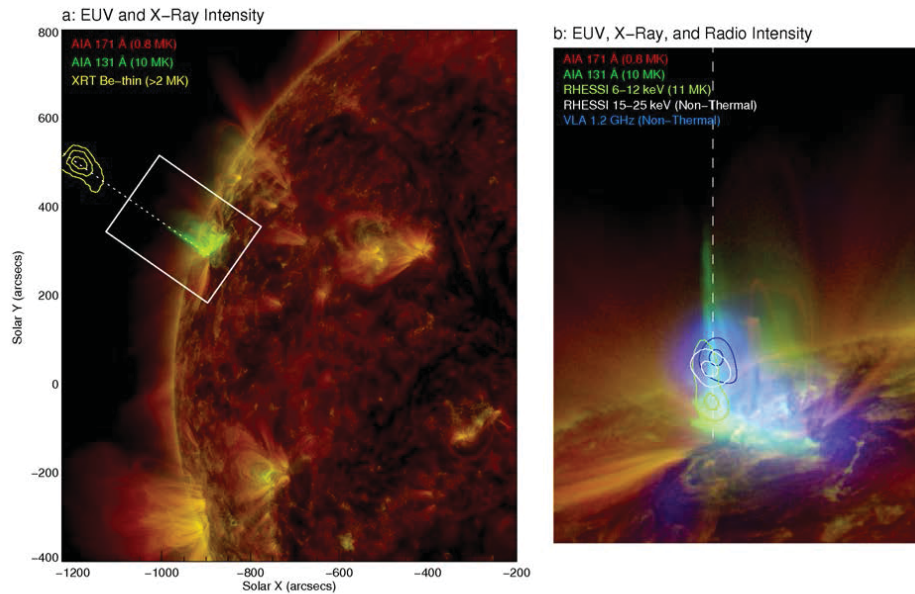 a: EUV and X-Ray Intensity
AIA 171 Å (0.8 MK)
AIA 131 Å (10 MK)
XRT Be-thin (>2 MK)
800
600
400
200
0
-200
-400
Solar Y (arcsecs)
-1200
-1000
-800
-600
-400
-200
Solar X (arcsecs)
b: EUV, X-Ray, and Radio Intensity
AIA 171 Å (0.8 MK)
AIA 131 Å (10 MK)
RHESSI 6-12 keV (11 MK)
RHESSI 15-25 keV (Non-Thermal)
VLA 1.2 GHz (Non-Thermal)